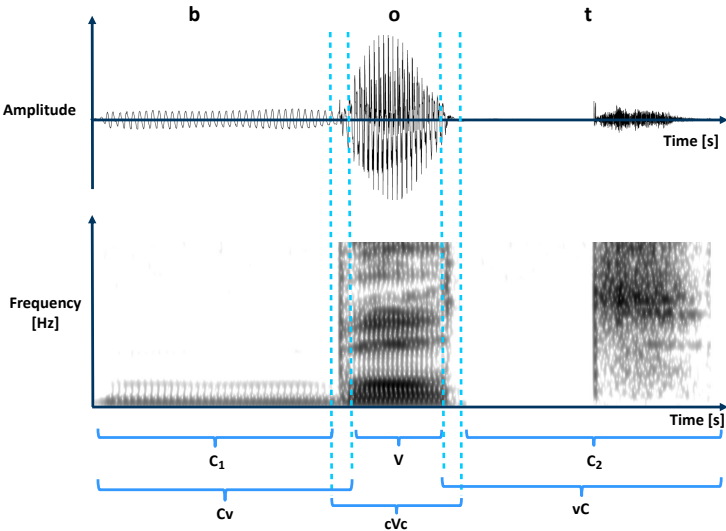 b o t
Amplitude
Time [s]
Frequency
[Hz]
Time [s]
C₁ V C₂
Cv cVc vC